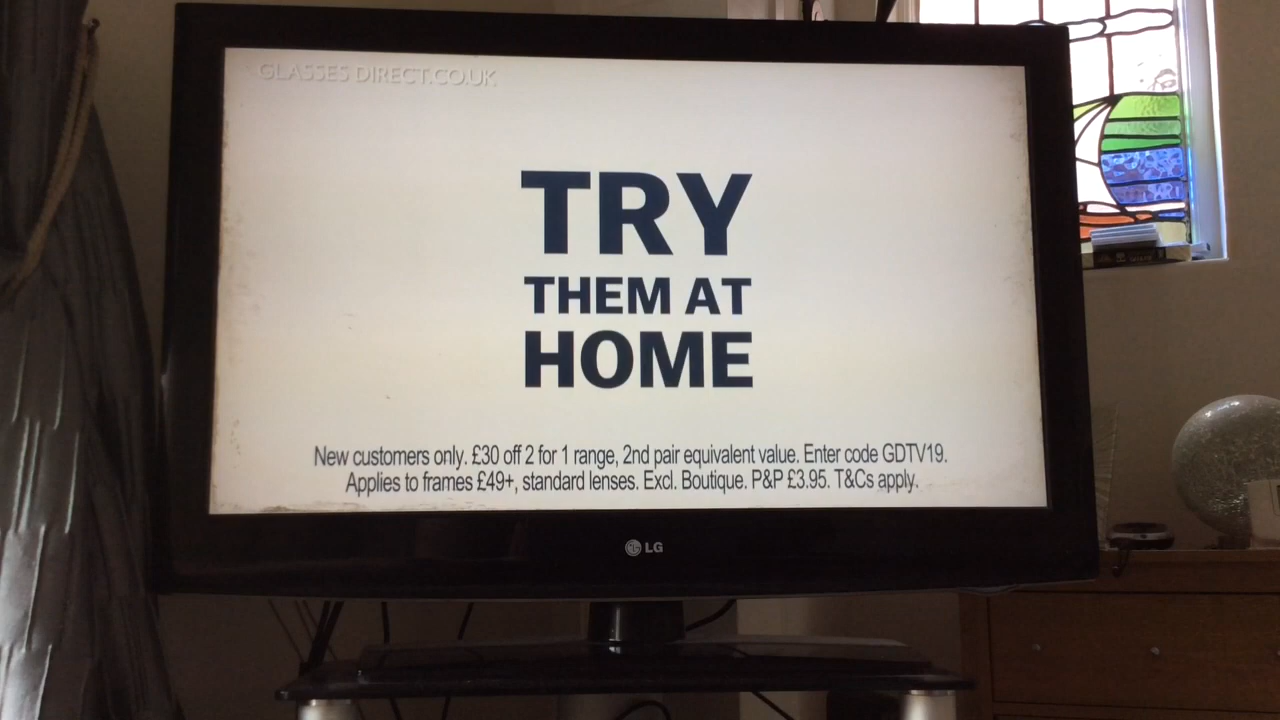 GLASSES DIRECT.CO.UK
TRY
THEM AT
HOME
New customers only. £30 off 2 for 1 range, 2nd pair equivalent value. Enter code GDTV19.
Applies to frames £49+, standard lenses. Excl. Boutique. P&P £3.95. T&Cs apply.
LG